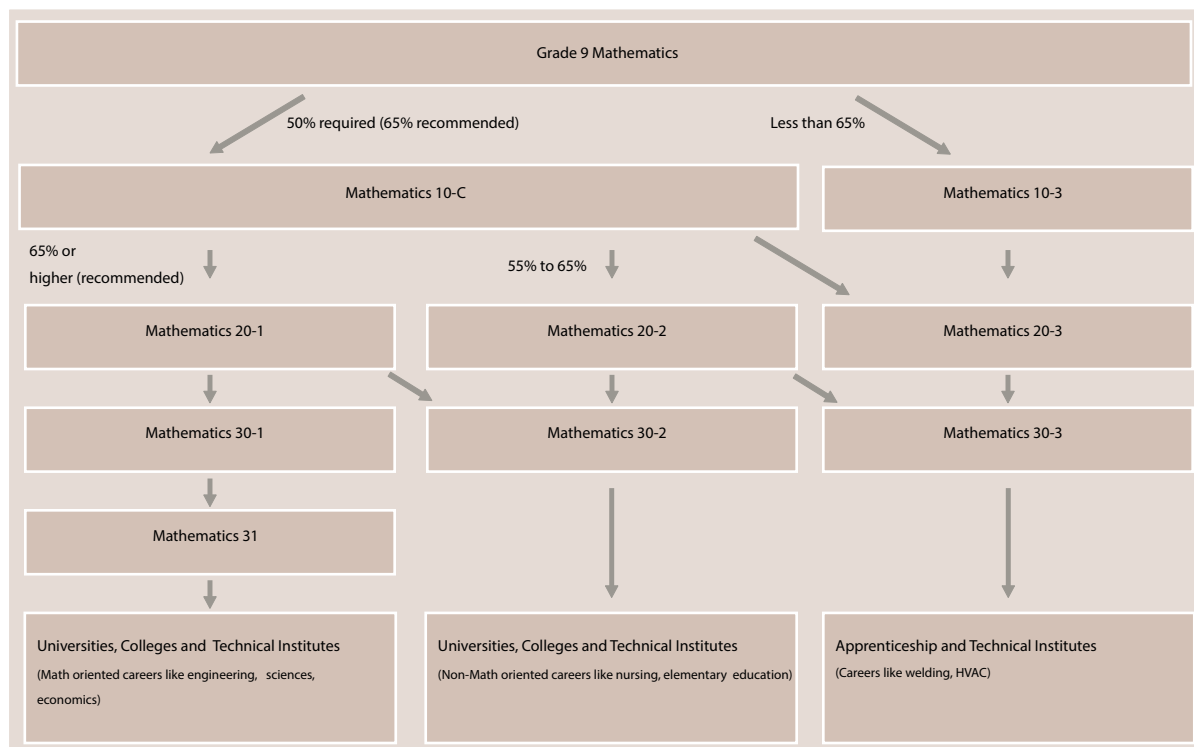 Grade 9 Mathematics
50% required (65% recommended)
Less than 65%
Mathematics 10-C
Mathematics 10-3
65% or
higher (recommended)
55% to 65%
Mathematics 20-1
Mathematics 20-2
Mathematics 20-3
Mathematics 30-1
Mathematics 30-2
Mathematics 30-3
Mathematics 31
Universities, Colleges and Technical Institutes
(Math oriented careers like engineering, sciences,
economics)
Universities, Colleges and Technical Institutes
(Non-Math oriented careers like nursing, elementary education)
Apprenticeship and Technical Institutes
(Careers like welding, HVAC)